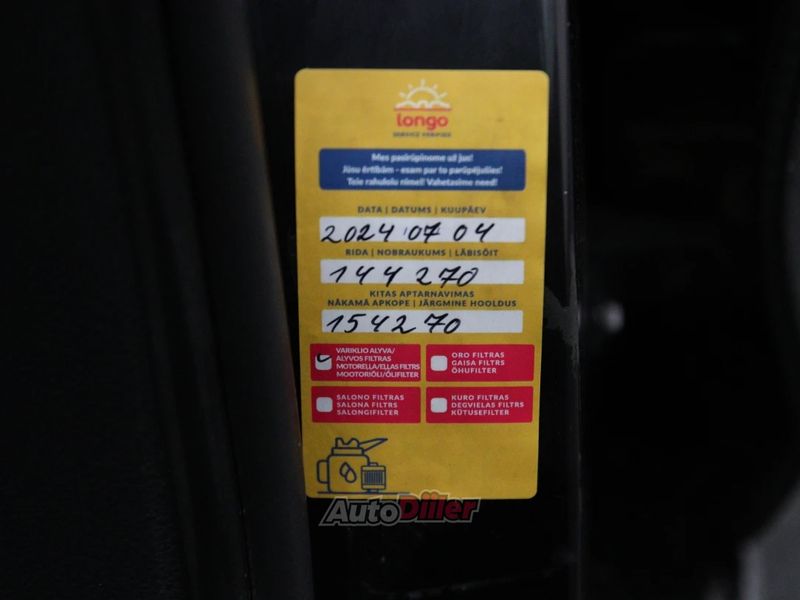 longo
SERVICE VERIFIED
Mes pasirūpinome už jus!
Jūsu ērtībām - esam par to parūpējušies!
Teie rahulolu nimel! Vahetasime need!
DATA | DATUMS | KUUPÄEV
2024 07 04
RIDA | NOBRAUKUMS | LÄBISÕIT
144270
KITAS APTARNAVIMAS
NĀKAMĀ APKOPE | JÄRGMINE HOOLDUS
154270
VARIKLIO ALYVA/
ALYVOS FILTRAS
MOTORELLA/EĻĻAS FILTRS
MOOTORIÕLI/ÕLIFILTER
ORO FILTRAS
GAISA FILTRS
ÕHUFILTER
SALONO FILTRAS
SALONA FILTRS
SALONGIFILTER
KURO FILTRAS
DEGVIELAS FILTRS
KÜTUSEFILTER
AutoDiller